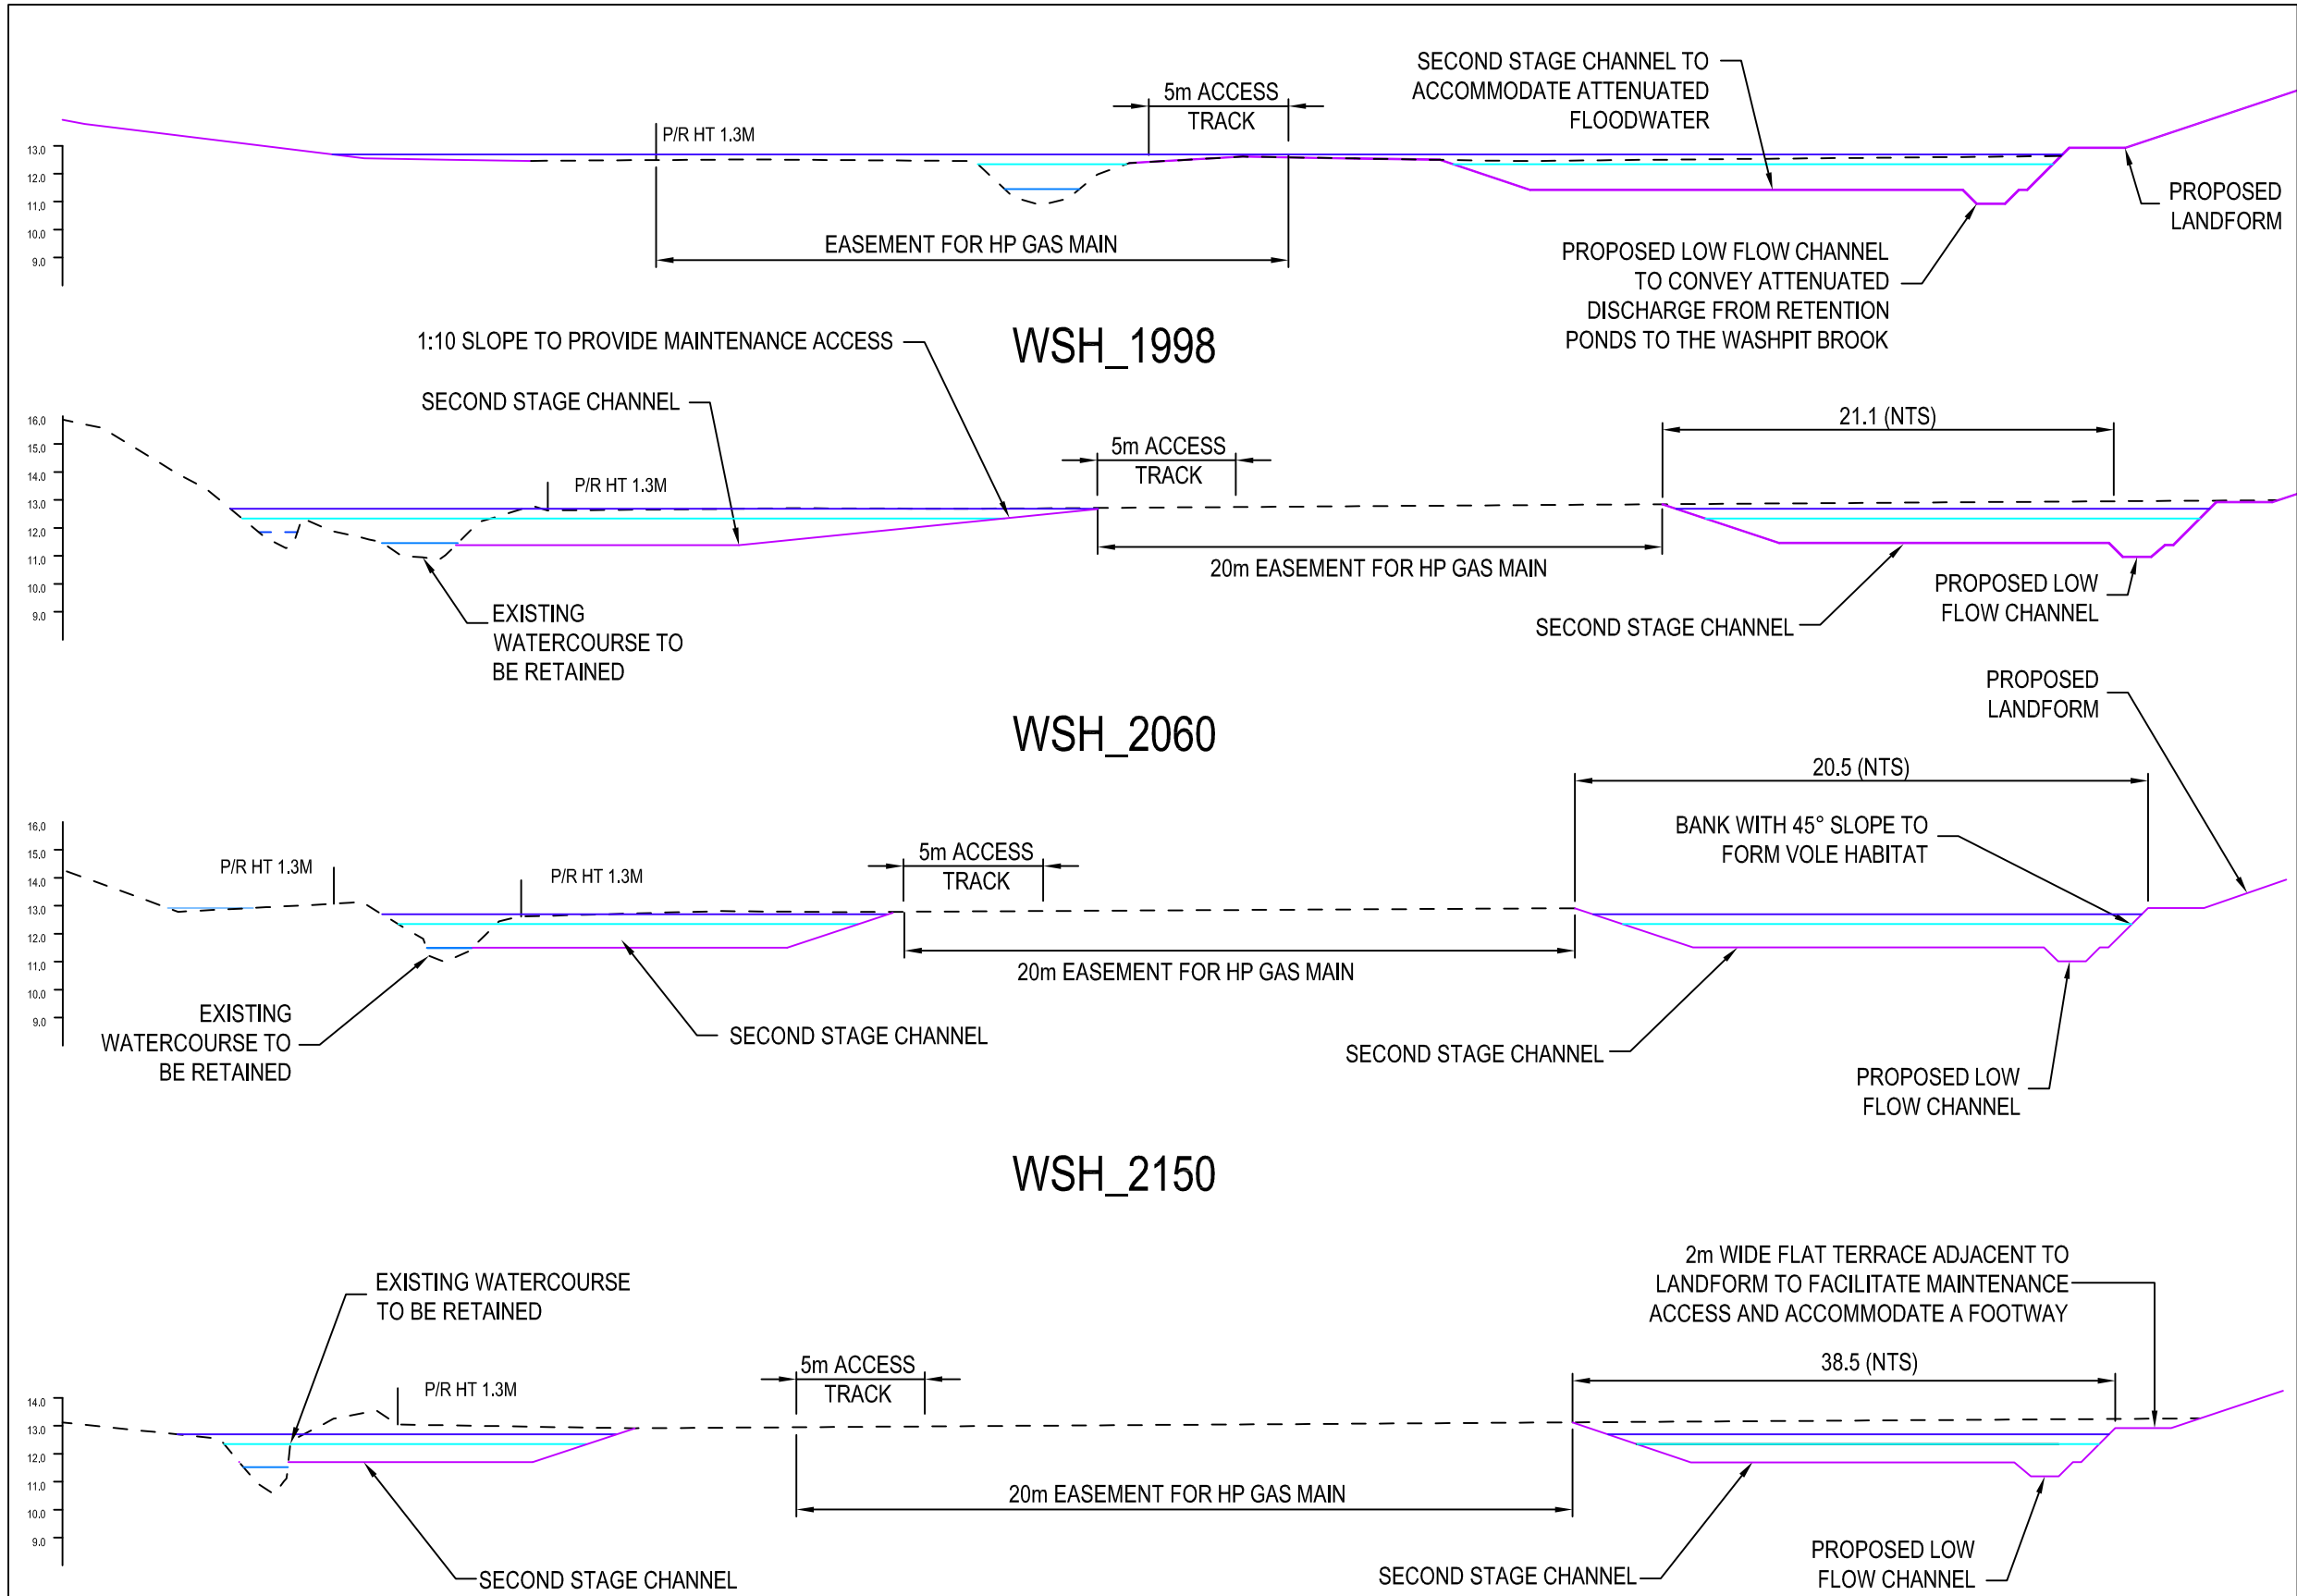 SECOND STAGE CHANNEL TO
ACCOMMODATE ATTENUATED
FLOODWATER
5m ACCESS
TRACK
P/R HT 1.3M
13.0
12.0
11.0
10.0
9.0
PROPOSED
LANDFORM
EASEMENT FOR HP GAS MAIN
PROPOSED LOW FLOW CHANNEL
TO CONVEY ATTENUATED
DISCHARGE FROM RETENTION
PONDS TO THE WASHPIT BROOK
WSH_1998
1:10 SLOPE TO PROVIDE MAINTENANCE ACCESS
SECOND STAGE CHANNEL
21.1 (NTS)
5m ACCESS
TRACK
P/R HT 1.3M
16.0
15.0
14.0
13.0
12.0
11.0
10.0
9.0
20m EASEMENT FOR HP GAS MAIN
PROPOSED LOW
FLOW CHANNEL
SECOND STAGE CHANNEL
EXISTING
WATERCOURSE TO
BE RETAINED
WSH_2060
PROPOSED
LANDFORM
20.5 (NTS)
BANK WITH 45° SLOPE TO
FORM VOLE HABITAT
5m ACCESS
TRACK
P/R HT 1.3M
P/R HT 1.3M
16.0
15.0
14.0
13.0
12.0
11.0
10.0
9.0
20m EASEMENT FOR HP GAS MAIN
EXISTING
WATERCOURSE TO
BE RETAINED
SECOND STAGE CHANNEL
SECOND STAGE CHANNEL
PROPOSED LOW
FLOW CHANNEL
WSH_2150
2m WIDE FLAT TERRACE ADJACENT TO
LANDFORM TO FACILITATE MAINTENANCE
ACCESS AND ACCOMMODATE A FOOTWAY
EXISTING WATERCOURSE
TO BE RETAINED
5m ACCESS
TRACK
38.5 (NTS)
P/R HT 1.3M
14.0
13.0
12.0
11.0
10.0
9.0
20m EASEMENT FOR HP GAS MAIN
SECOND STAGE CHANNEL
SECOND STAGE CHANNEL
PROPOSED LOW
FLOW CHANNEL